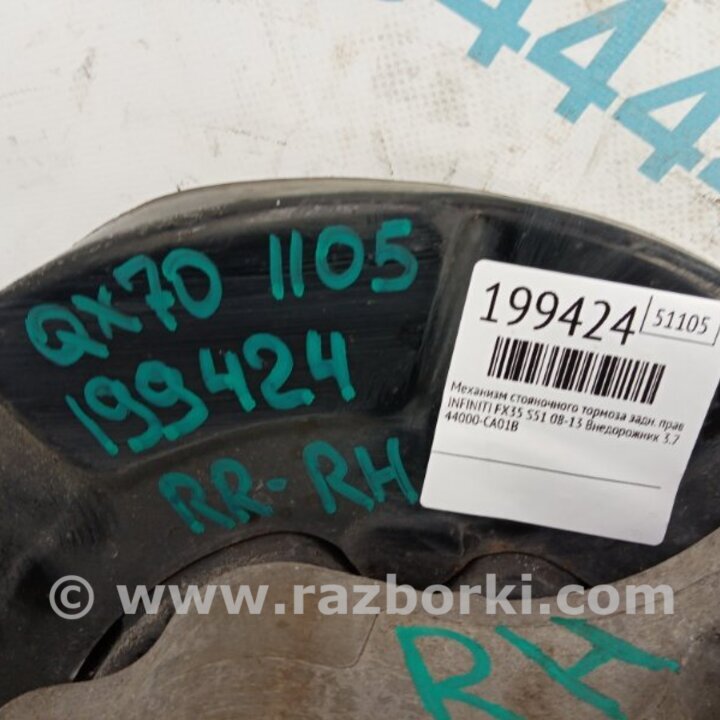 444
QX70 1105
199424
RR-RH
199424 51105
Механизм стояночного тормоза задн. прав
INFINITI FX35 S51 08-13 Внедорожник 3.7
44000-CA01B
© www.razborki.com
RH